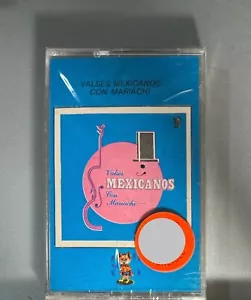 VALSES MEXICANOS
CON MARIACHI
Valses
MEXICANOS
Con
Mariachi